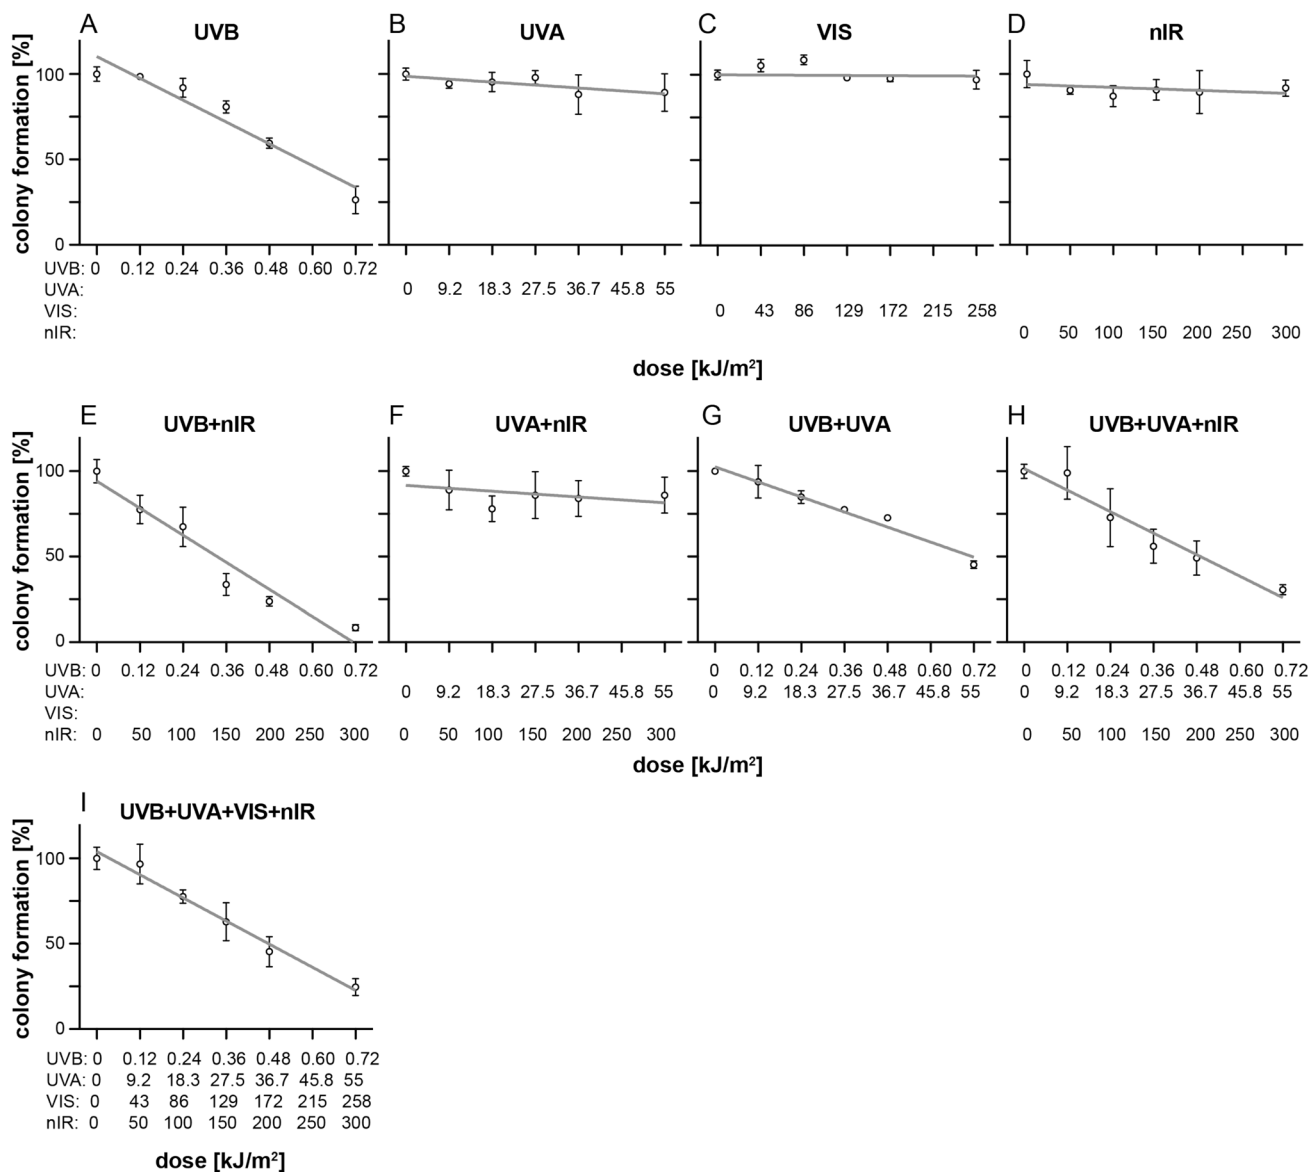 A UVB B UVA C VIS D nIR
colony formation [%]
100
50
0
UVB: 0 0.12 0.24 0.36 0.48 0.60 0.72
UVA: 0 9.2 18.3 27.5 36.7 45.8 55
VIS: 0 43 86 129 172 215 258
nIR: 0 50 100 150 200 250 300
dose [kJ/m²]
E UVB+nIR F UVA+nIR G UVB+UVA H UVB+UVA+nIR
colony formation [%]
100
50
0
UVB: 0 0.12 0.24 0.36 0.48 0.60 0.72 0 0.12 0.24 0.36 0.48 0.60 0.72 0 0.12 0.24 0.36 0.48 0.60 0.72
UVA: 0 9.2 18.3 27.5 36.7 45.8 55 0 9.2 18.3 27.5 36.7 45.8 55 0 9.2 18.3 27.5 36.7 45.8 55
VIS:
nIR: 0 50 100 150 200 250 300 0 50 100 150 200 250 300 0 50 100 150 200 250 300
dose [kJ/m²]
I UVB+UVA+VIS+nIR
colony formation [%]
100
50
0
UVB: 0 0.12 0.24 0.36 0.48 0.60 0.72
UVA: 0 9.2 18.3 27.5 36.7 45.8 55
VIS: 0 43 86 129 172 215 258
nIR: 0 50 100 150 200 250 300
dose [kJ/m²]